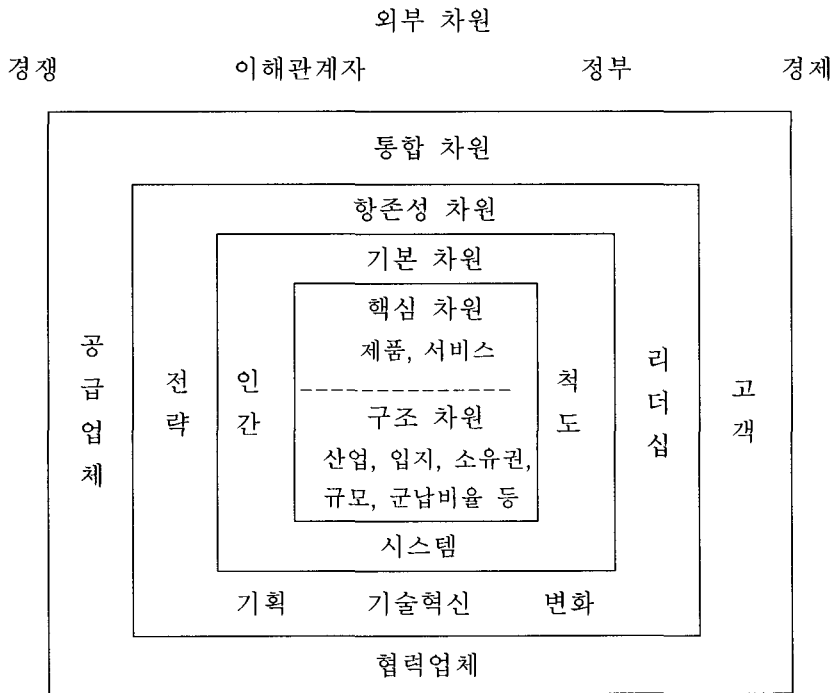 외부 차원
경쟁 이해관계자 정부 경제
통합 차원
항존성 차원
기본 차원
핵심 차원
제품, 서비스
공급업체
전략
인간
척도
리더십
고객
구조 차원
산업, 입지, 소유권,
규모, 군납비율 등
시스템
기획 기술혁신 변화
협력업체